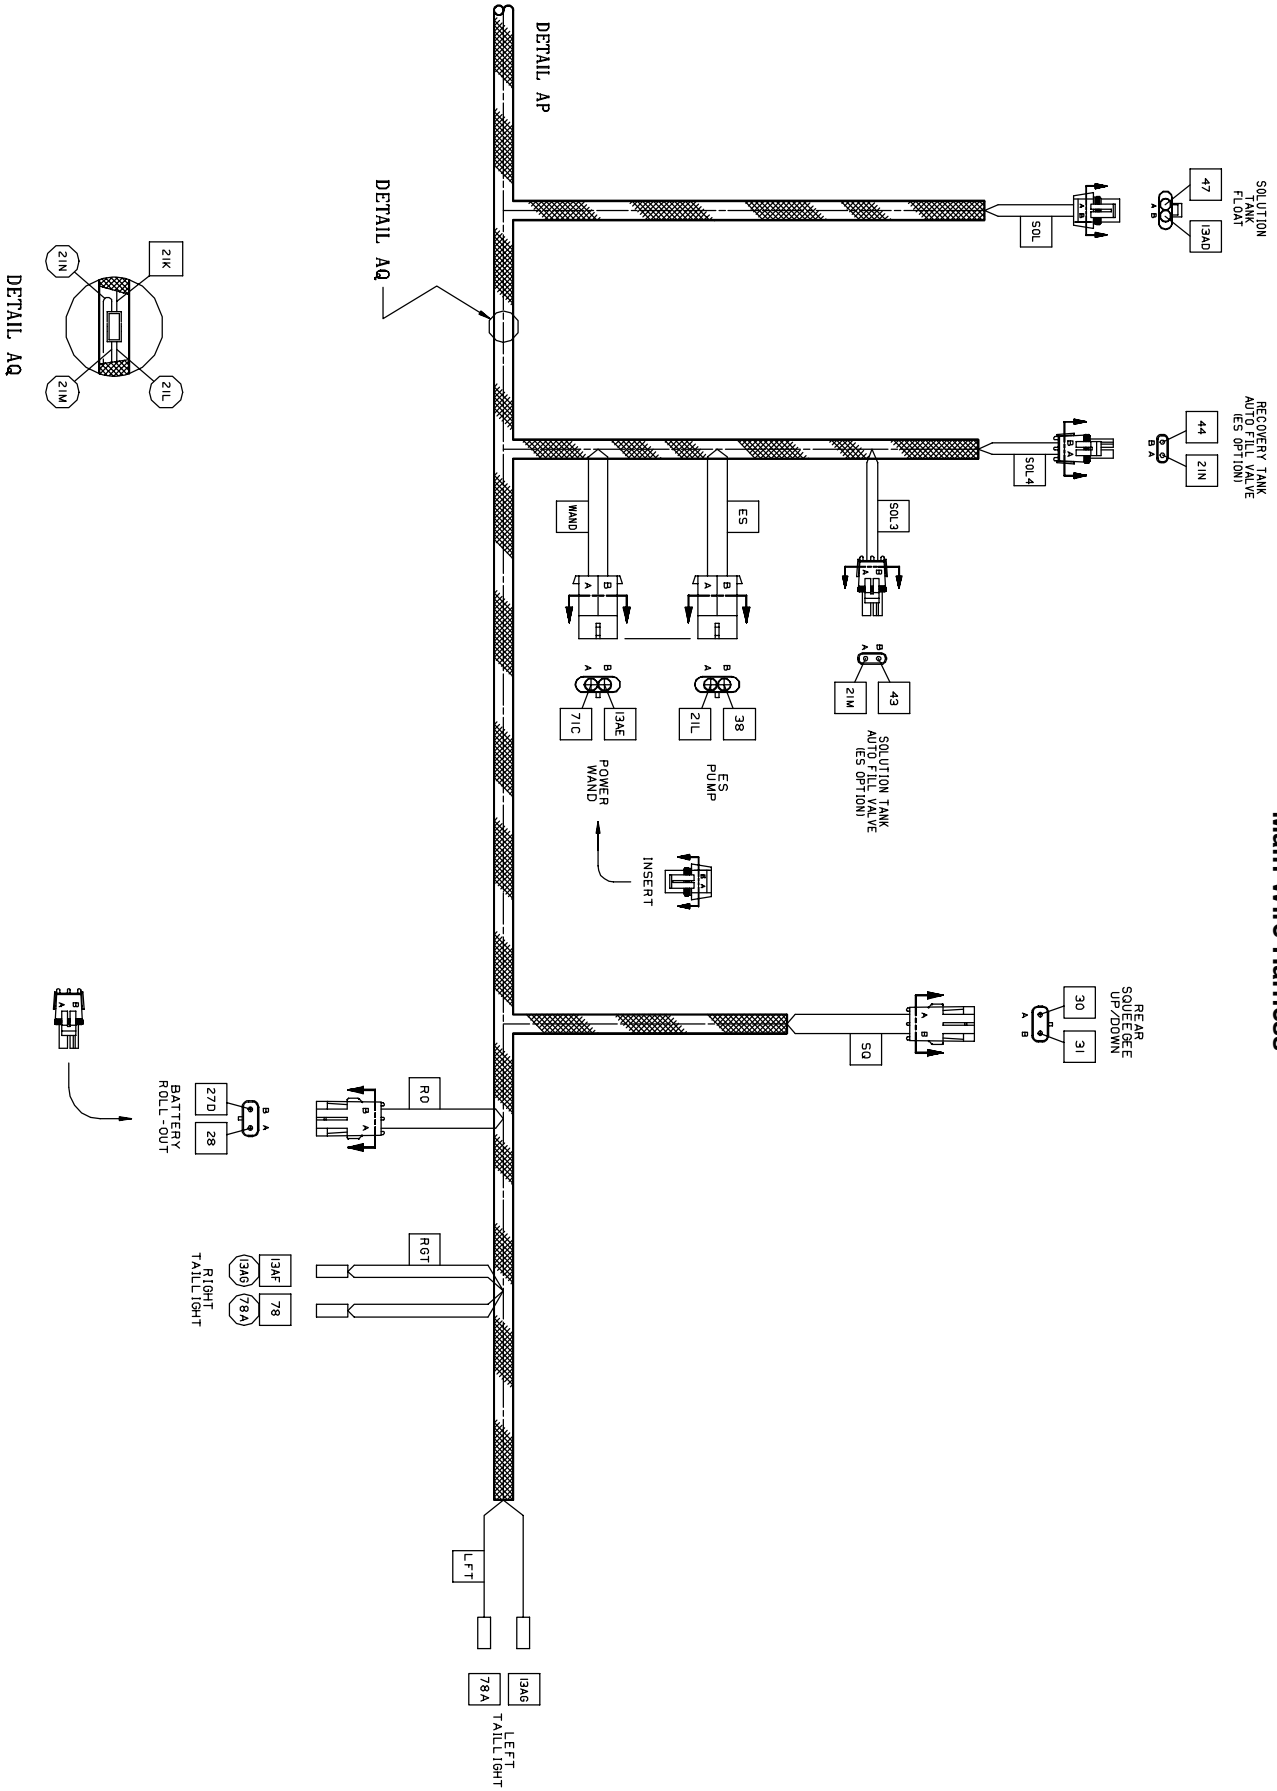 SOLUTION
TANK
FLOAT
47
13AD
A B
A B
SOL
RECOVERY TANK
AUTO FILL VALVE
(ES OPTION)
44
21N
B A
B A
SOL4
SOL3
A B
A B
43
21M
SOLUTION TANK
AUTO FILL VALVE
(ES OPTION)
ES
A B
A B
38
21L
ES
PUMP
WAND
A B
A B
13AE
71C
POWER
WAND
INSERT
B A
REAR
SQUEEGEE
UP/DOWN
30
31
A B
A B
SQ
DETAIL AP
DETAIL AQ
RO
B A
B A
27D
28
BATTERY
ROLL-OUT
A B
RGT
13AF
13AG
78
78A
RIGHT
TAILLIGHT
LFT
13AG
78A
LEFT
TAILLIGHT
21K
21N
21L
21M
DETAIL AQ